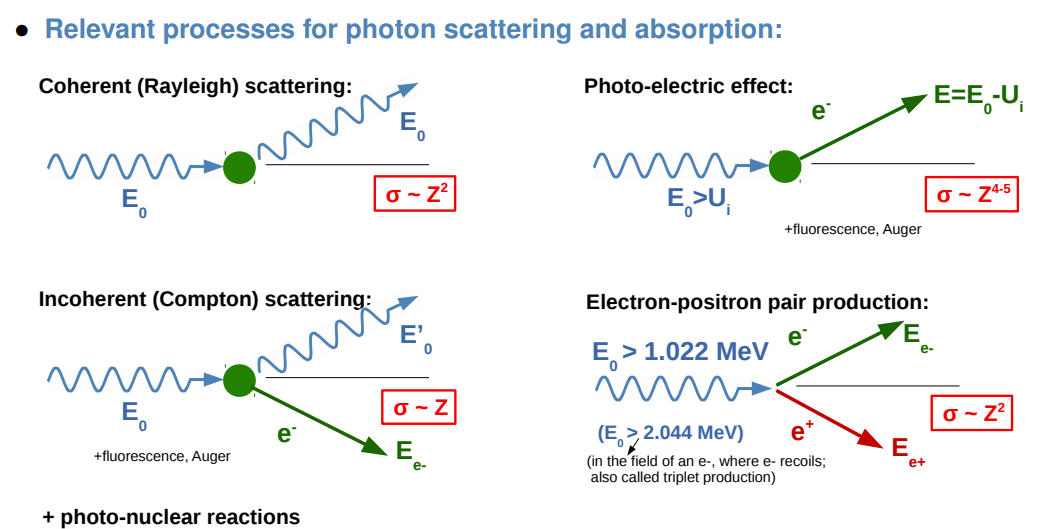 ● Relevant processes for photon scattering and absorption:
Coherent (Rayleigh) scattering:
E₀
E₀
σ ~ Z²
Photo-electric effect:
e⁻
E=E₀-Uᵢ
E₀>Uᵢ
σ ~ Z⁴⁻⁵
+fluorescence, Auger
Incoherent (Compton) scattering:
E’₀
E₀
σ ~ Z
e⁻
Eₑ₋
+fluorescence, Auger
Electron-positron pair production:
e⁻
Eₑ₋
E₀ > 1.022 MeV
σ ~ Z²
(E₀ > 2.044 MeV)
e⁺
Eₑ₊
(in the field of an e-, where e- recoils;
also called triplet production)
+ photo-nuclear reactions